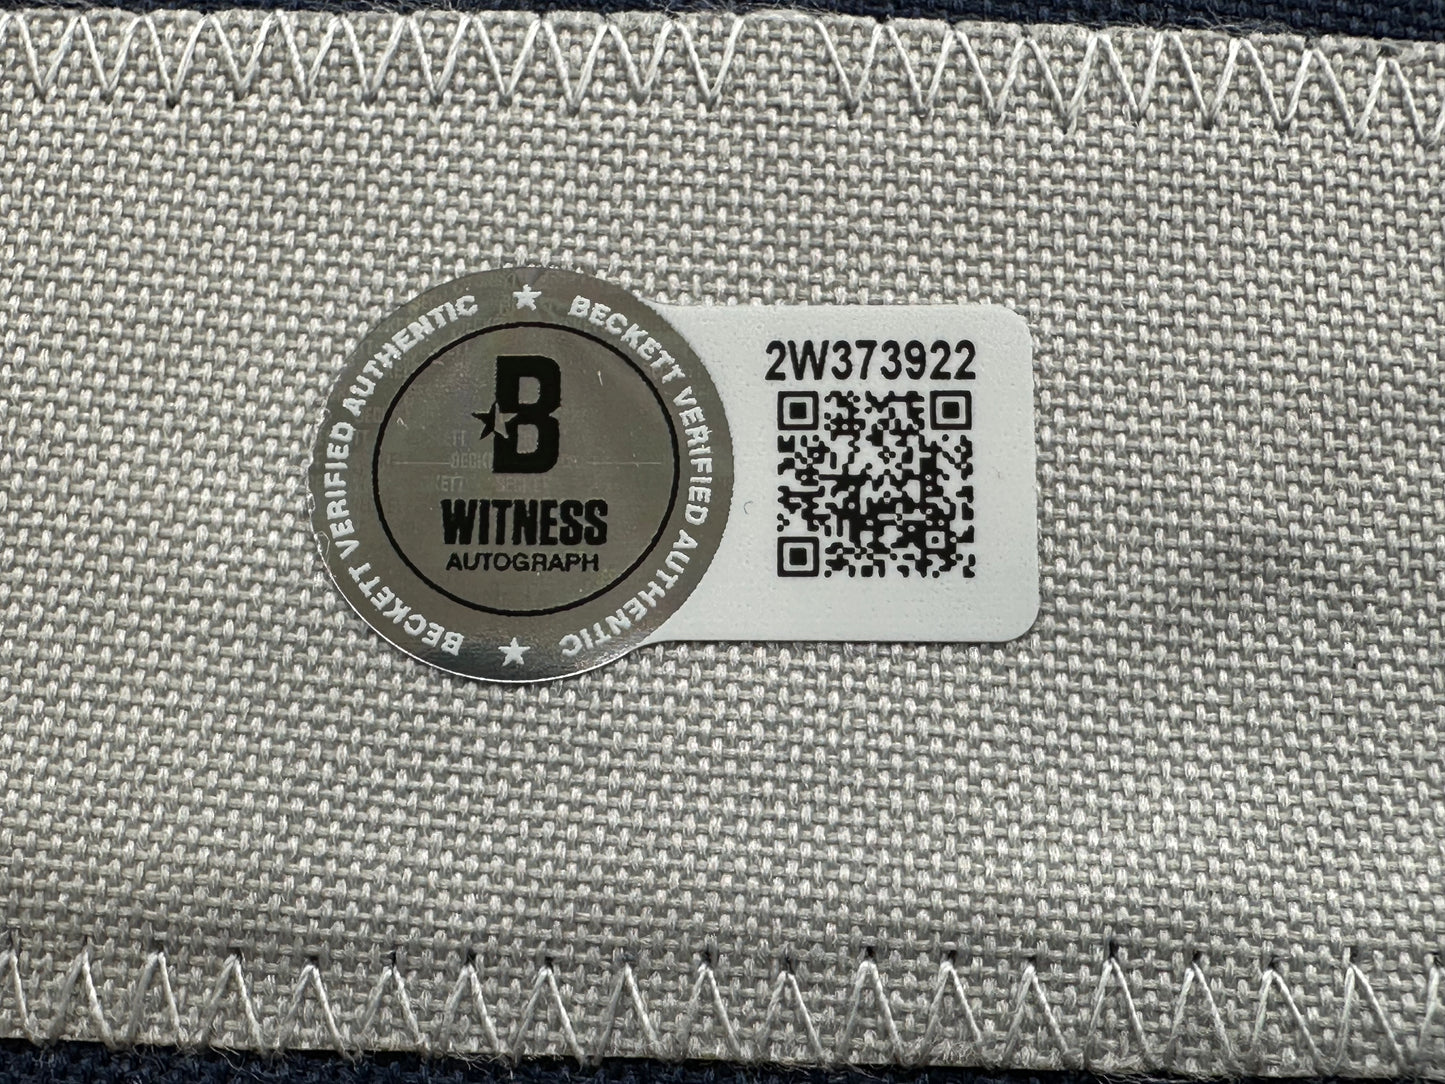 BECKETT VERIFIED AUTHENTIC
★ BECKETT VERIFIED AUTHENTIC ★
B
WITNESS
AUTOGRAPH
2W373922